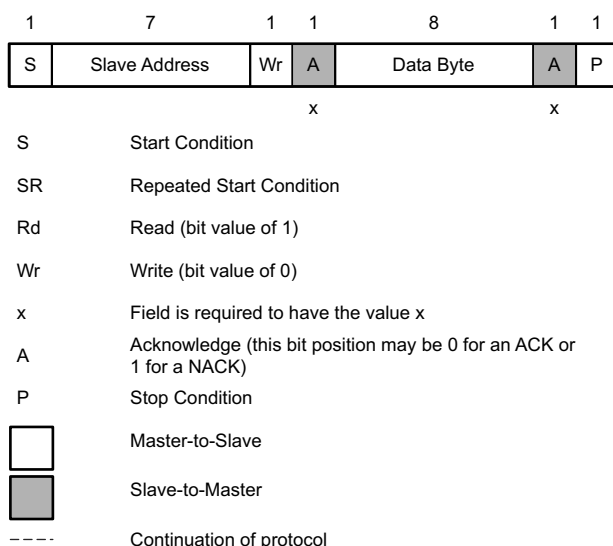 1 7 1 1 8 1 1
S Slave Address Wr A Data Byte A P
x x
S Start Condition
SR Repeated Start Condition
Rd Read (bit value of 1)
Wr Write (bit value of 0)
x Field is required to have the value x
A Acknowledge (this bit position may be 0 for an ACK or
1 for a NACK)
P Stop Condition
Master-to-Slave
Slave-to-Master
Continuation of protocol